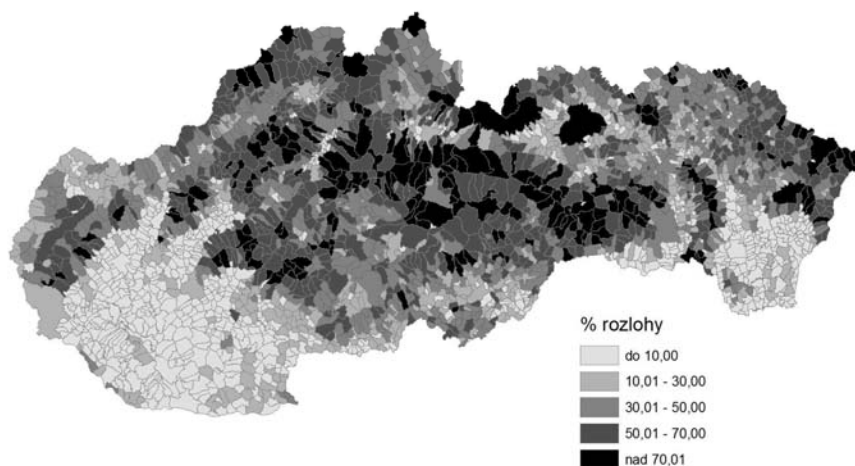 % rozlohy
do 10,00
10,01 - 30,00
30,01 - 50,00
50,01 - 70,00
nad 70,01